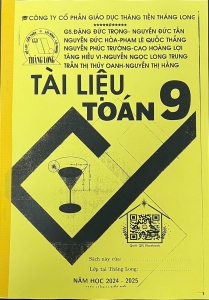 CÔNG TY CỔ PHẦN GIÁO DỤC THĂNG TIẾN THĂNG LONG
**********
GS.ĐẶNG ĐỨC TRỌNG- NGUYỄN ĐỨC TẤN
NGUYỄN ĐỨC HÒA-PHẠM LÊ QUỐC THẮNG
NGUYỄN PHÚC TRƯỜNG-CAO HOÀNG LỢI
TĂNG HIẾU VI-NGUYỄN NGỌC LONG TRUNG
TRẦN THỊ THÚY OANH-NGUYỄN THỊ HẰNG
THĂNG LONG
TÀI LIỆU
TOÁN 9
Sách này của:
Lớp tại Thăng Long:
NĂM HỌC 2024 - 2025